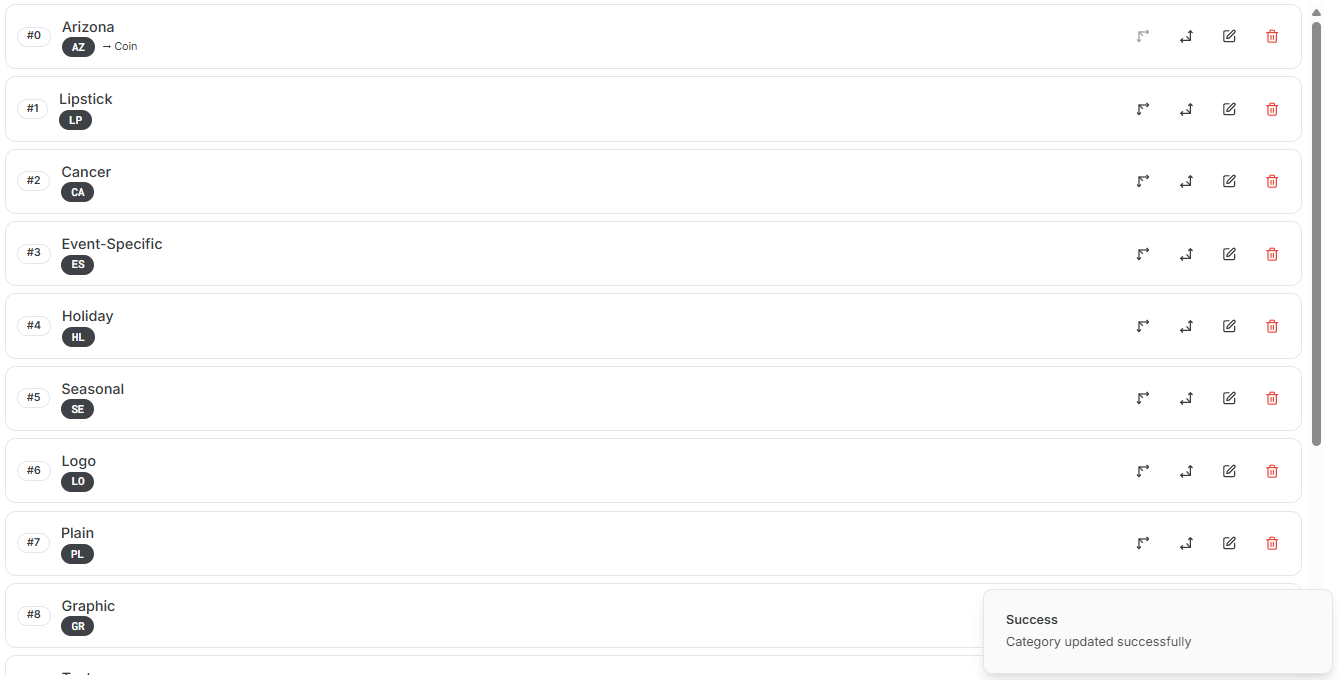 #0
Arizona
AZ → Coin
#1
Lipstick
LP
#2
Cancer
CA
#3
Event-Specific
ES
#4
Holiday
HL
#5
Seasonal
SE
#6
Logo
LO
#7
Plain
PL
#8
Graphic
GR
Success
Category updated successfully